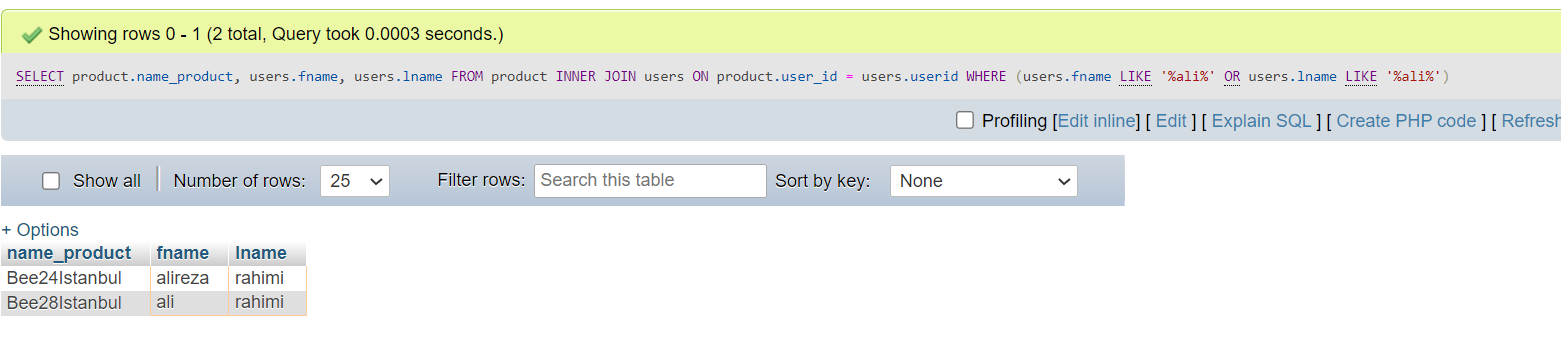 Showing rows 0 - 1 (2 total, Query took 0.0003 seconds.)
SELECT product.name_product, users.fname, users.lname FROM product INNER JOIN users ON product.user_id = users.userid WHERE (users.fname LIKE '%ali%' OR users.lname LIKE '%ali%')
Profiling [Edit inline] [ Edit ] [ Explain SQL ] [ Create PHP code ] [ Refresh
Show all Number of rows: 25 Filter rows: Search this table Sort by key: None
+ Options
name_product fname lname
Bee24Istanbul alireza rahimi
Bee28Istanbul ali rahimi